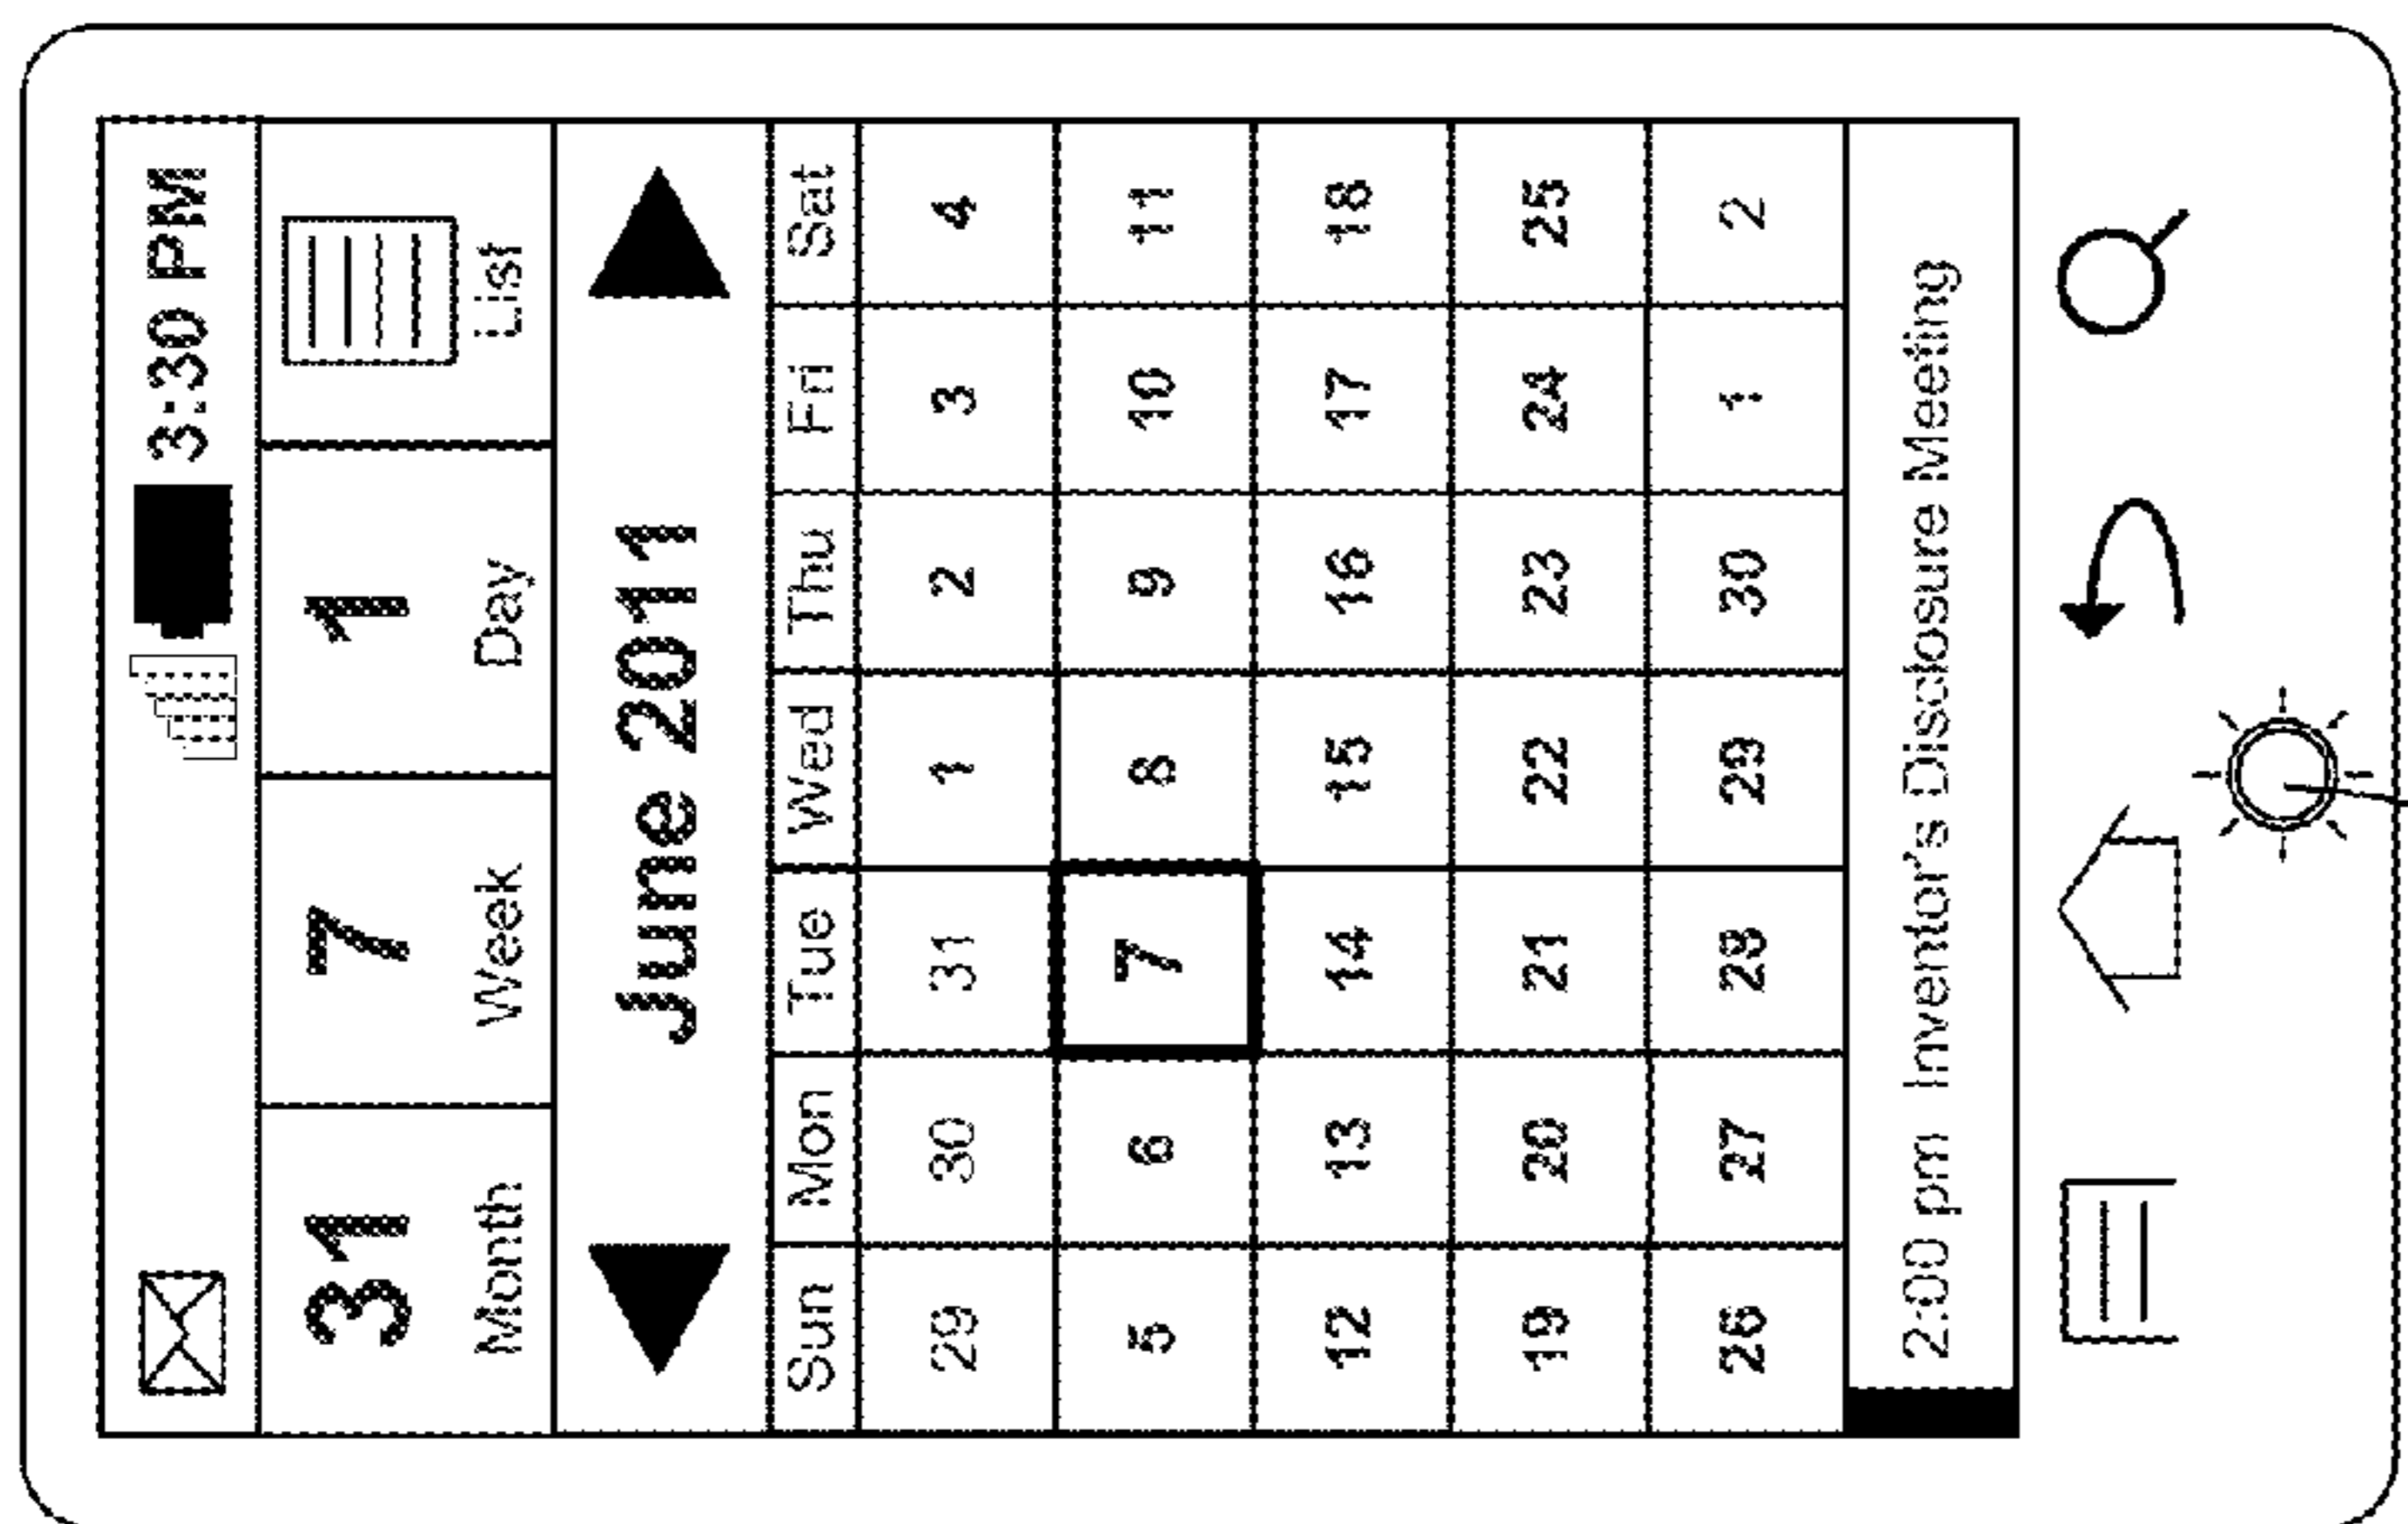 3:30 PM
31 7 1
Month Week Day List
June 2011
Sun Mon Tue Wed Thu Fri Sat
29 30 31 1 2 3 4
5 6 7 8 9 10 11
12 13 14 15 16 17 18
19 20 21 22 23 24 25
26 27 28 29 30 1 2
2:00 pm Inventor's Disclosure Meeting